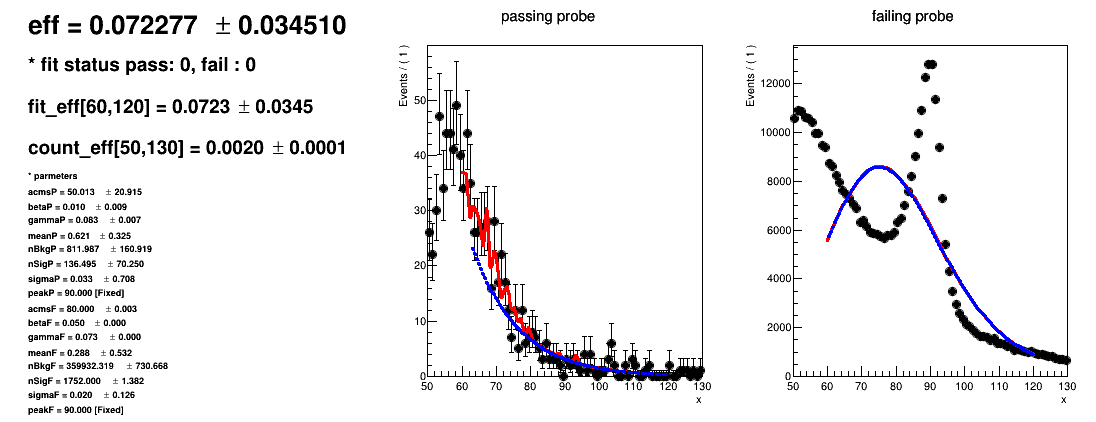 eff = 0.072277 ± 0.034510
* fit status pass: 0, fail : 0
fit_eff[60,120] = 0.0723 ± 0.0345
count_eff[50,130] = 0.0020 ± 0.0001
* parmeters
acmsP = 50.013 ± 20.915
betaP = 0.010 ± 0.009
gammaP = 0.083 ± 0.007
meanP = 0.621 ± 0.325
nBkgP = 811.987 ± 160.919
nSigP = 136.495 ± 70.250
sigmaP = 0.033 ± 0.708
peakP = 90.000 [Fixed]
acmsF = 80.000 ± 0.003
betaF = 0.050 ± 0.000
gammaF = 0.073 ± 0.000
meanF = 0.288 ± 0.532
nBkgF = 359932.319 ± 730.668
nSigF = 1752.000 ± 1.382
sigmaF = 0.020 ± 0.126
peakF = 90.000 [Fixed]
passing probe
Events / ( 1 )
50
40
30
20
10
0
50 60 70 80 90 100 110 120 130
x
failing probe
Events / ( 1 )
12000
10000
8000
6000
4000
2000
0
50 60 70 80 90 100 110 120 130
x